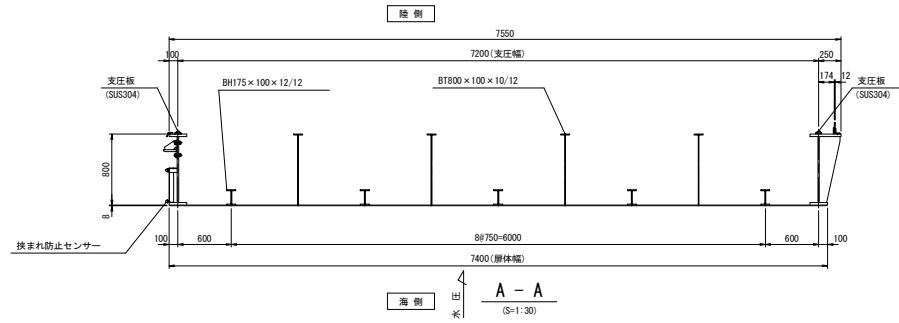 陸 側
7550
100
7200(支圧幅)
250
174
12
支圧板
(SUS304)
BH175×100×12/12
BT800×100×10/12
支圧板
(SUS304)
800
8
挟まれ防止センサー
100
600
8@750=6000
600
100
7400(扉体幅)
海 側
水 圧
A - A
(S=1:30)